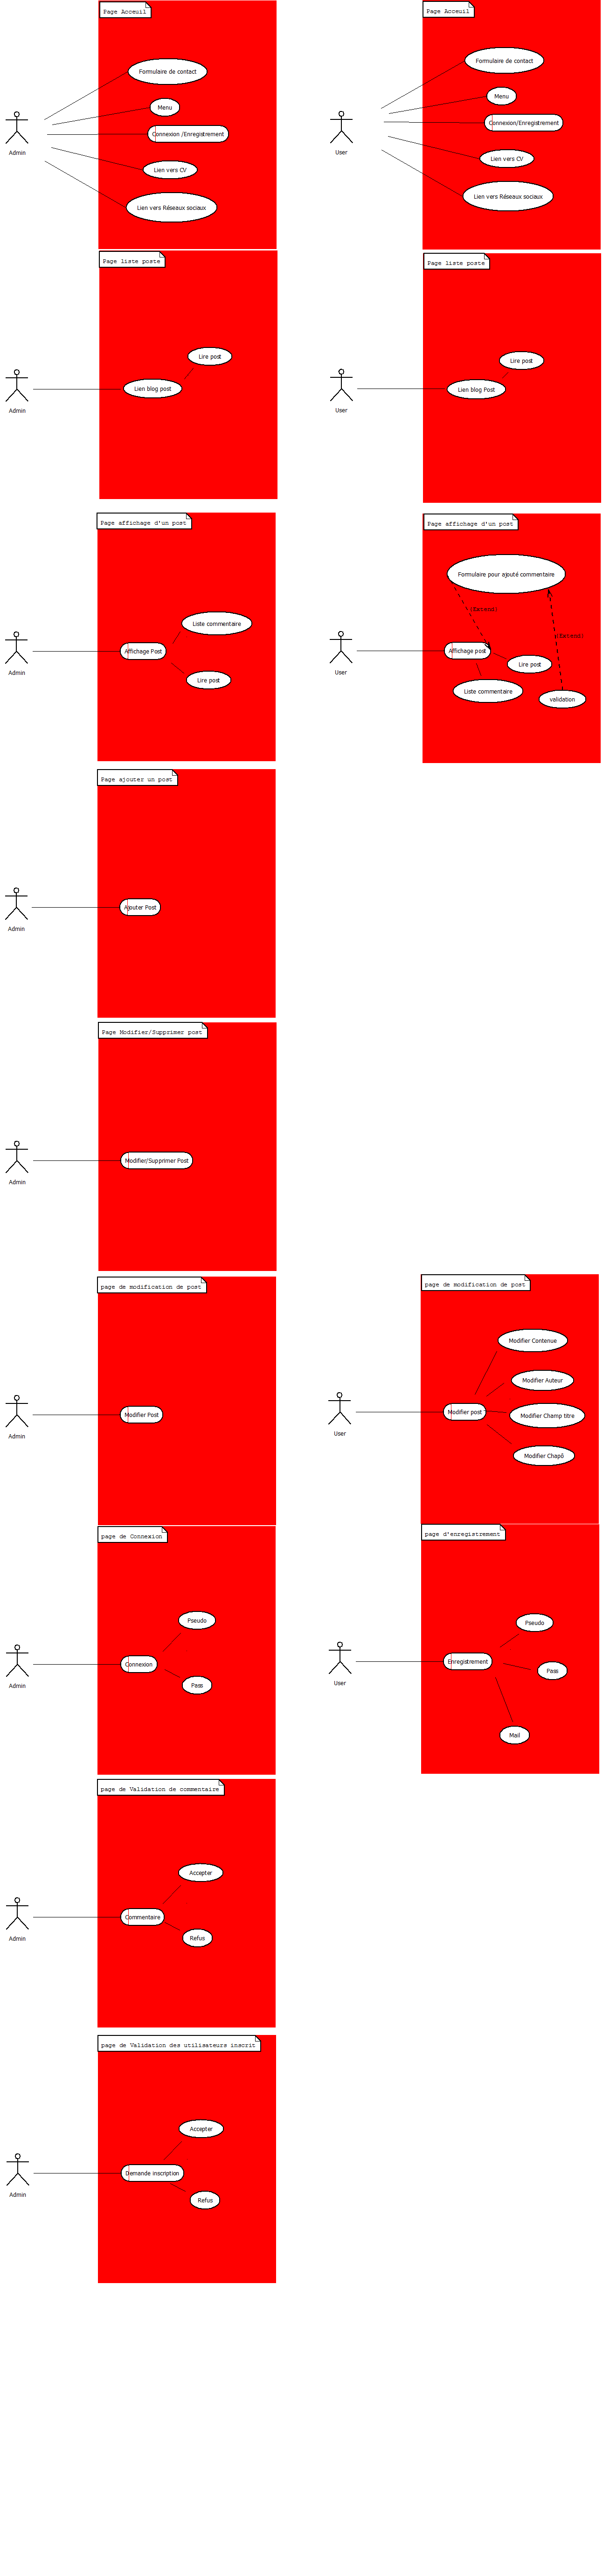 Page Acceuil
Formulaire de contact
Menu
Connexion /Enregistrement
Lien vers CV
Lien vers Réseaux sociaux
Admin
Page Acceuil
Formulaire de contact
Menu
Connexion/Enregistrement
Lien vers CV
Lien vers Réseaux sociaux
User
Page liste poste
Lire post
Lien blog post
Admin
Page liste poste
Lire post
Lien blog Post
User
Page affichage d'un post
Liste commentaire
Affichage Post
Lire post
Admin
Page affichage d'un post
Formulaire pour ajouté commentaire
(Extend)
(Extend)
Affichage post
Lire post
Liste commentaire
validation
User
Page ajouter un post
Ajouter Post
Admin
Page Modifier/Supprimer post
Modifier/Supprimer Post
Admin
page de modification de post
Modifier Post
Admin
page de modification de post
Modifier Contenue
Modifier Auteur
Modifier post
Modifier Champ titre
Modifier Chapô
User
page de Connexion
Pseudo
Connexion
Pass
Admin
page d'enregistrement
Pseudo
Enregistrement
Pass
Mail
User
page de Validation de commentaire
Accepter
Commentaire
Refus
Admin
page de Validation des utilisateurs inscrit
Accepter
Demande inscription
Refus
Admin